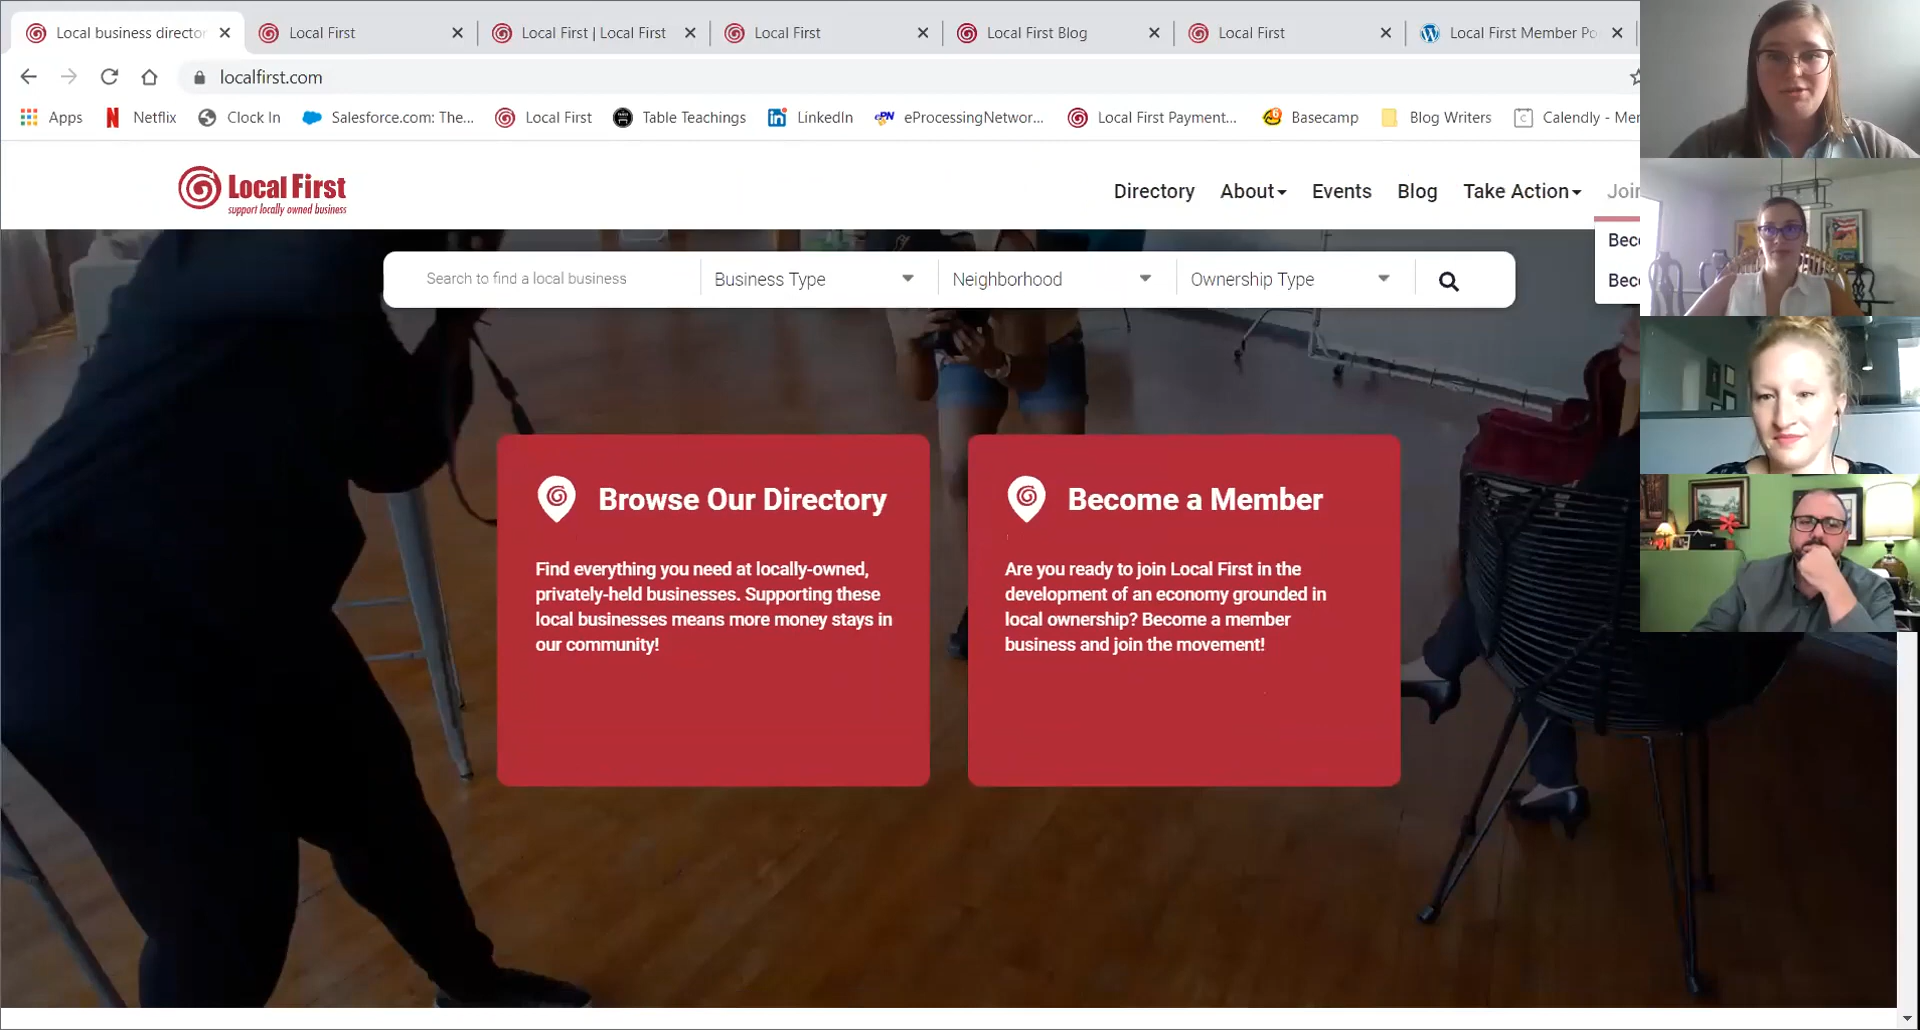 Local business director
Local First
Local First | Local First
Local First
Local First Blog
Local First
Local First Member Po
localfirst.com
Apps
Netflix
Clock In
Salesforce.com: The...
Local First
Table Teachings
LinkedIn
ePN
eProcessingNetwor...
Local First Payment...
Basecamp
Blog Writers
Calendly - Mer
Local First
support locally owned business
Directory
About
Events
Blog
Take Action
Join
Beco
Beco
Search to find a local business
Business Type
Neighborhood
Ownership Type
Browse Our Directory
Find everything you need at locally-owned,
privately-held businesses. Supporting these
local businesses means more money stays in
our community!
Become a Member
Are you ready to join Local First in the
development of an economy grounded in
local ownership? Become a member
business and join the movement!